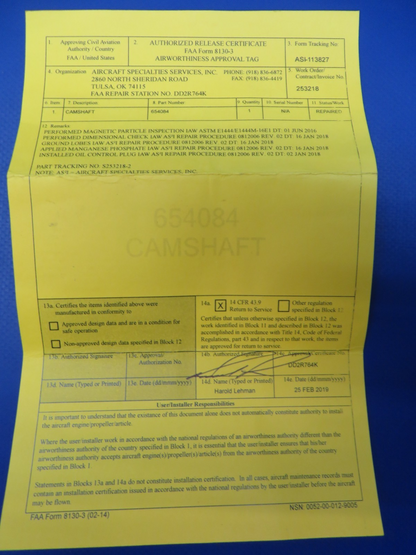 1. Approving Civil Aviation
Authority / Country
FAA / United States
2. AUTHORIZED RELEASE CERTIFICATE
FAA Form 8130-3
AIRWORTHINESS APPROVAL TAG
3. Form Tracking No
ASI-113827
4. Organization AIRCRAFT SPECIALTIES SERVICES, INC. PHONE: (918) 836-6872
2860 NORTH SHERIDAN ROAD FAX: (918) 836-4419
TULSA, OK 74115
FAA REPAIR STATION NO. DD2R764K
5. Work Order/
Contract/Invoice No
253218
6. Item 7. Description 8. Part Number 9. Quantity 10. Serial Number 11. Status/Work
1 CAMSHAFT 654084 1 N/A REPAIRED
12. Remarks
PERFORMED MAGNETIC PARTICLE INSPECTION IAW ASTM E1444/E1444M-16E1 DT: 01 JUN 2016
PERFORMED DIMENSIONAL CHECK IAW ASI REPAIR PROCEDURE 0812006 REV. 02 DT: 16 JAN 2018
GROUND LOBES IAW ASI REPAIR PROCEDURE 0812006 REV. 02 DT: 16 JAN 2018
APPLIED MANGANESE PHOSPHATE IAW ASI REPAIR PROCEDURE 0812006 REV. 02 DT: 16 JAN 2018
INSTALLED OIL CONTROL PLUG IAW ASI REPAIR PROCEDURE 0812006 REV. 02 DT: 16 JAN 2018
PART TRACKING NO. S253218-2
NOTE: ASI = AIRCRAFT SPECIALTIES SERVICES, INC.
654084
CAMSHAFT
13a. Certifies the items identified above were
manufactured in conformity to
Approved design data and are in a condition for
safe operation
Non-approved design data specified in Block 12
14a. X 14 CFR 43.9
Return to Service
Other regulation
specified in Block 12
Certifies that unless otherwise specified in Block 12, the
work identified in Block 11 and described in Block 12 was
accomplished in accordance with Title 14, Code of Federal
Regulations, part 43 and in respect to that work, the items
are approved for return to service.
13b. Authorized Signature 13c. Approval/
Authorization No.
14b. Authorized Signature
DD2R764K
13d. Name (Typed or Printed) 13e. Date (dd/mmm/yyyy)
14d. Name (Typed or Printed) 14e. Date (dd/mmm/yyyy)
Harold Lehman 25 FEB 2019
User/Installer Responsibilities
It is important to understand that the existence of this document alone does not automatically constitute authority to install
the aircraft engine/propeller/article.
Where the user/installer work in accordance with the national regulations of an airworthiness authority different than the
airworthiness authority of the country specified in Block 1, it is essential that the user/installer ensures that his/her
airworthiness authority accepts aircraft engine(s)/propeller(s)/article(s) from the airworthiness authority of the country
specified in Block 1.
Statements in Blocks 13a and 14a do not constitute installation certification. In all cases, aircraft maintenance records must
contain an installation certification issued in accordance with the national regulations by the user/installer before the aircraft
may be flown.
FAA Form 8130-3 (02-14) NSN: 0052-00-012-9005